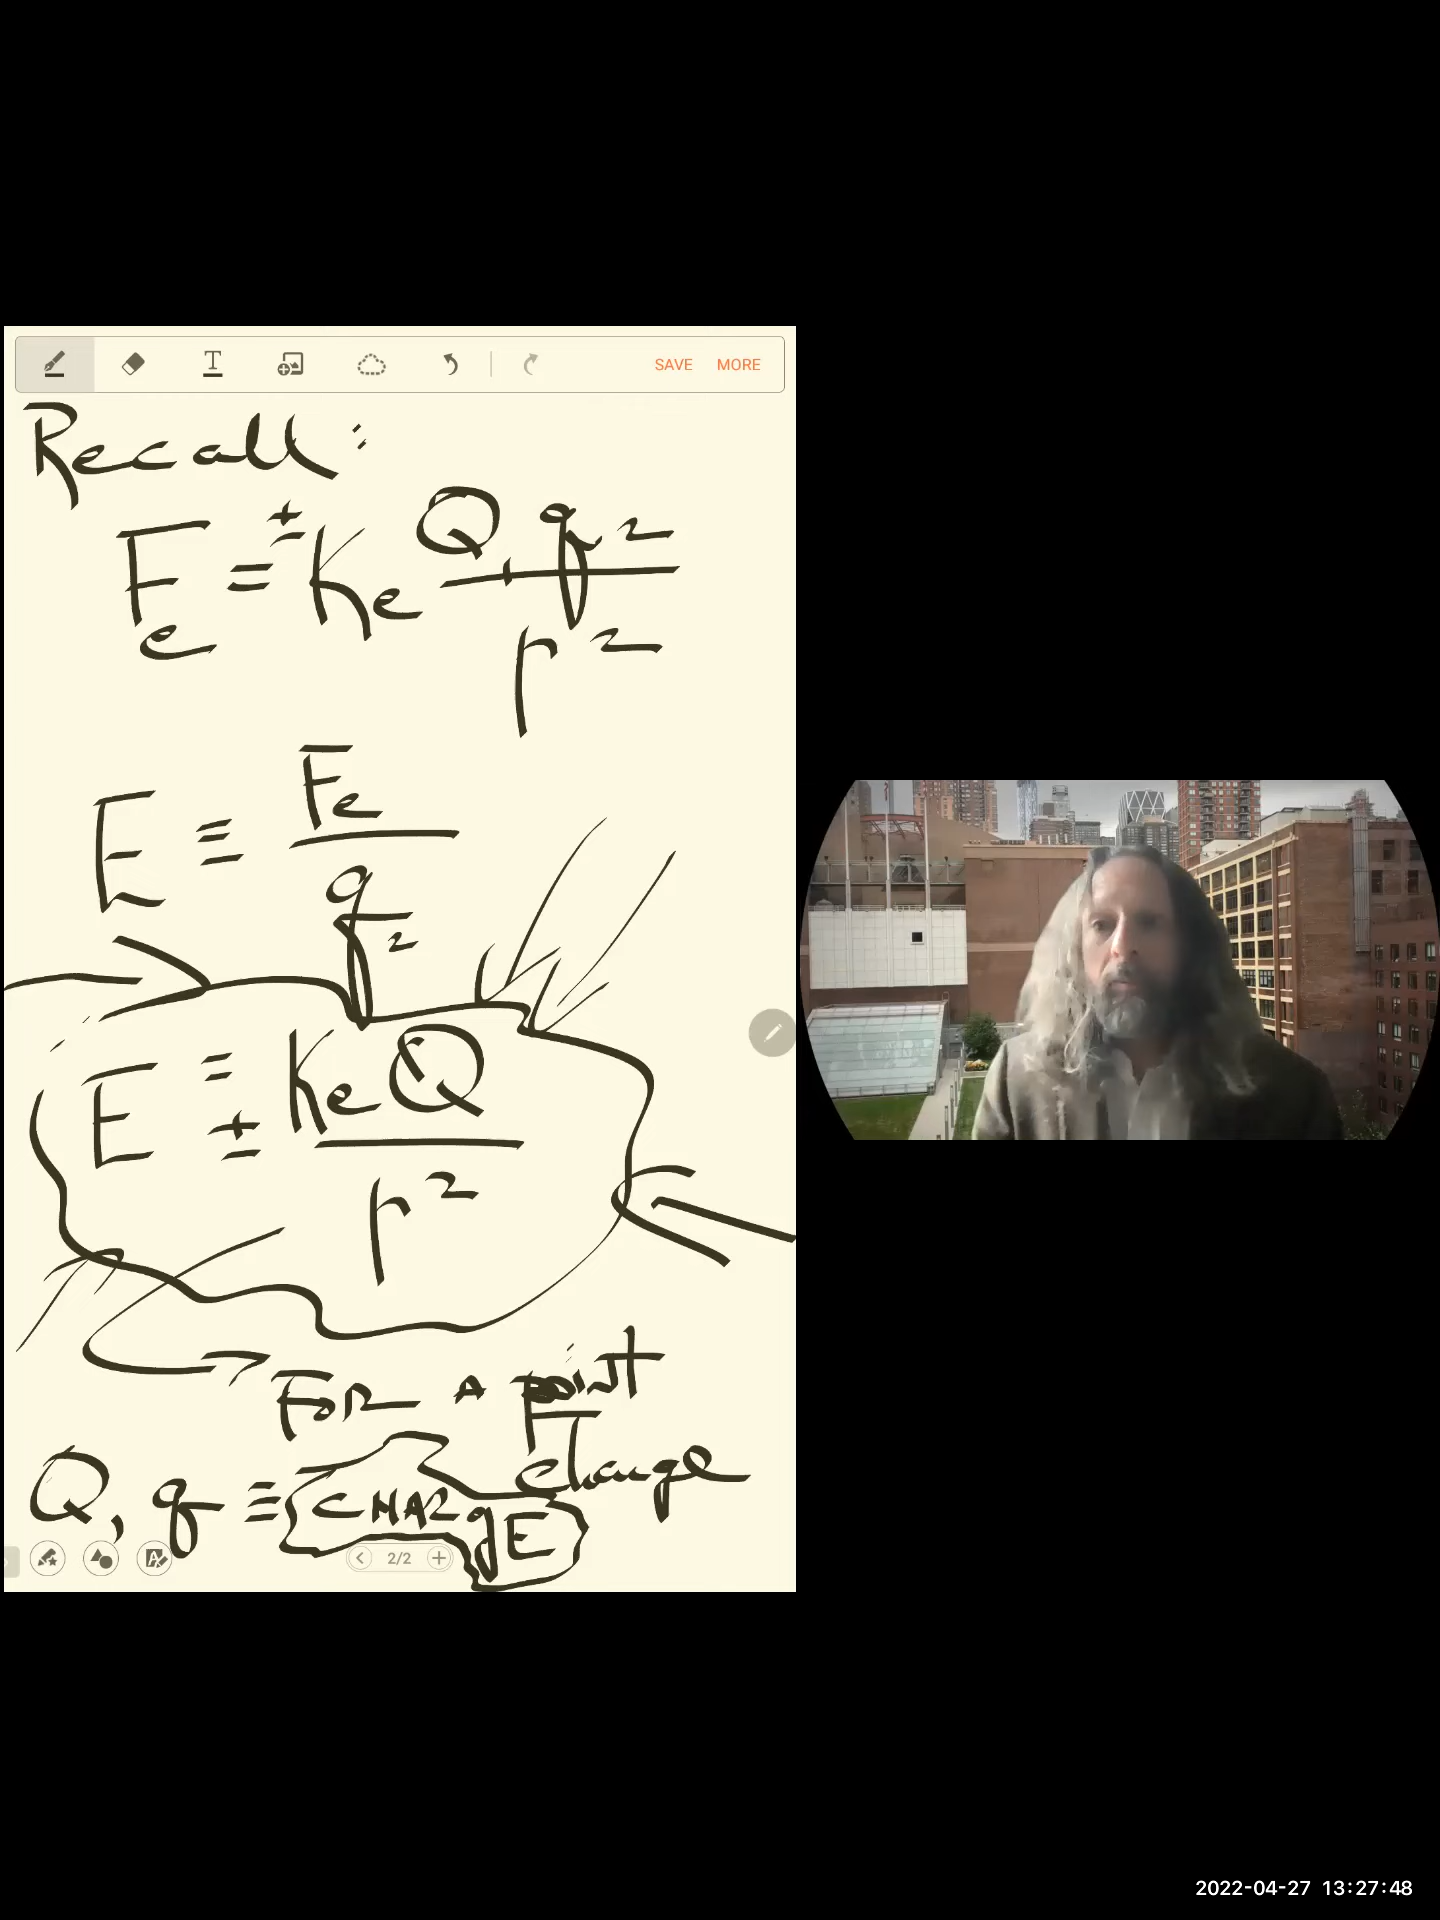 T
SAVE MORE
Recall:
Fe = ± Ke Q, q2 / r²
E ≡ Fe / q2
E = ± KeQ / r²
FOR A point
charge
Q, q ≡ CHARgE
2/2
2022-04-27 13:27:48